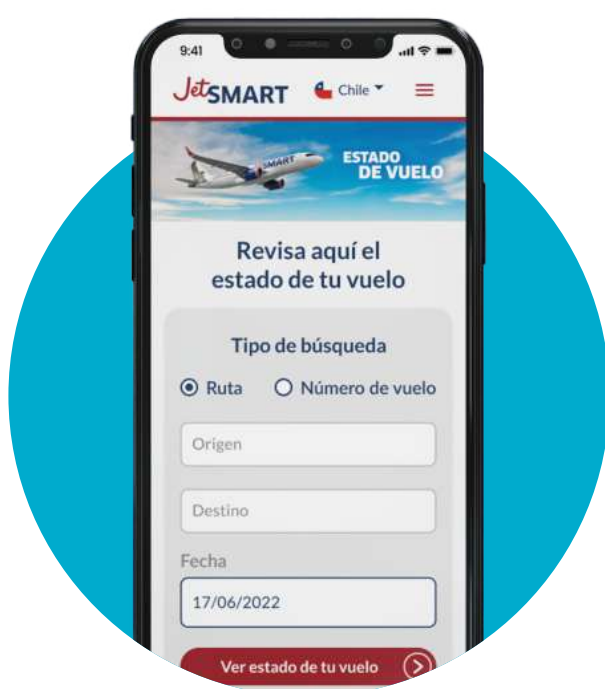 9:41
JetSMART
Chile
SMART
ESTADO
DE VUELO
Revisa aquí el
estado de tu vuelo
Tipo de búsqueda
Ruta
Número de vuelo
Origen
Destino
Fecha
17/06/2022
Ver estado de tu vuelo